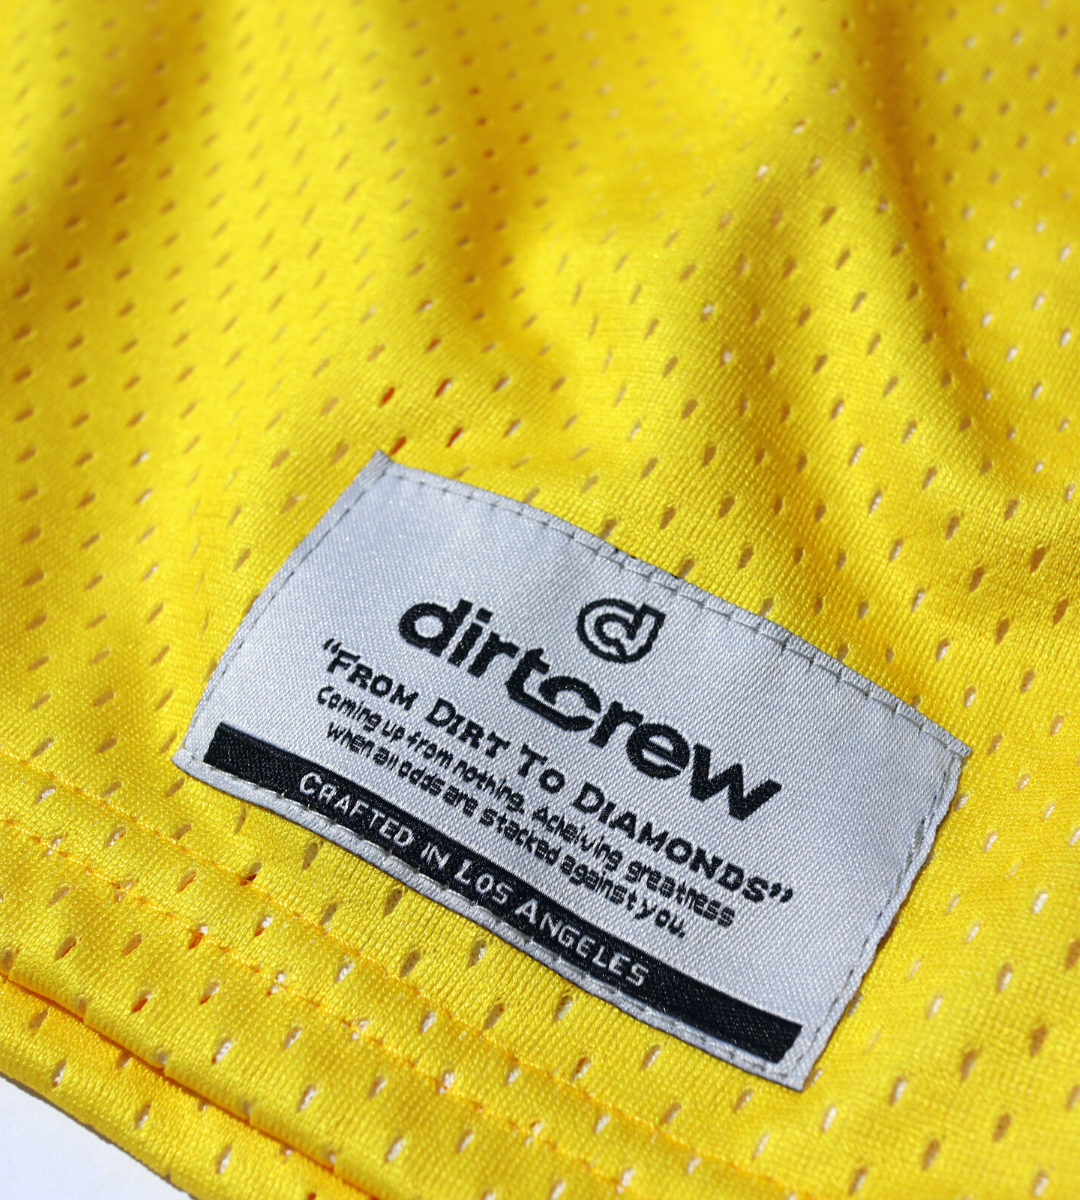 d
dirtcrew
“FROM DIRT TO DIAMONDS”
Coming up from nothing. Acheiving greatness
when all odds are stacked against you.
CRAFTED IN LOS ANGELES